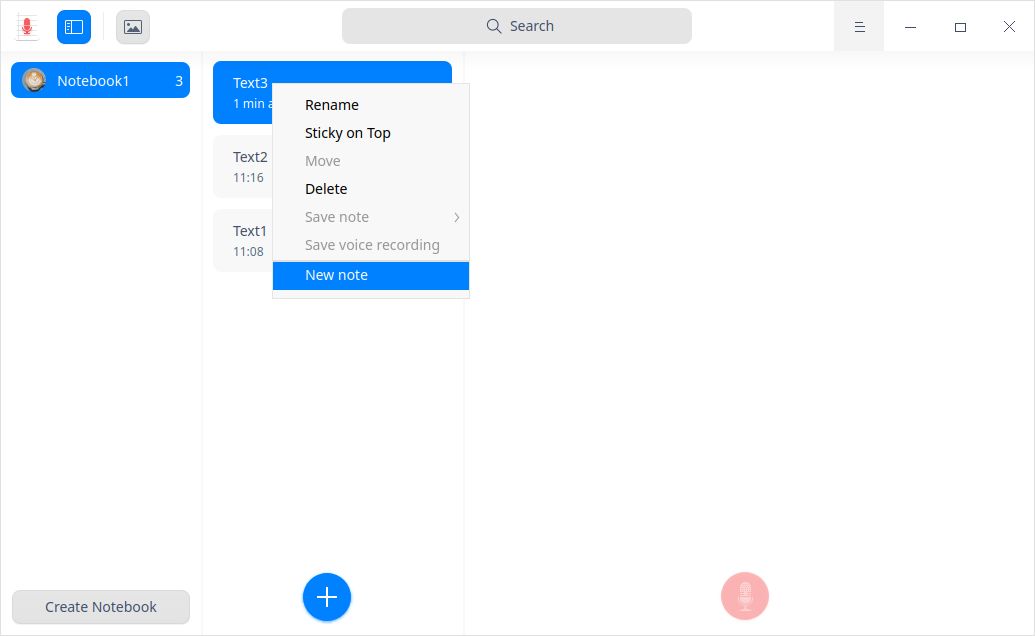 Search
Notebook1 3
Text3
1 min
Text2
11:16
Text1
11:08
Rename
Sticky on Top
Move
Delete
Save note
Save voice recording
New note
Create Notebook